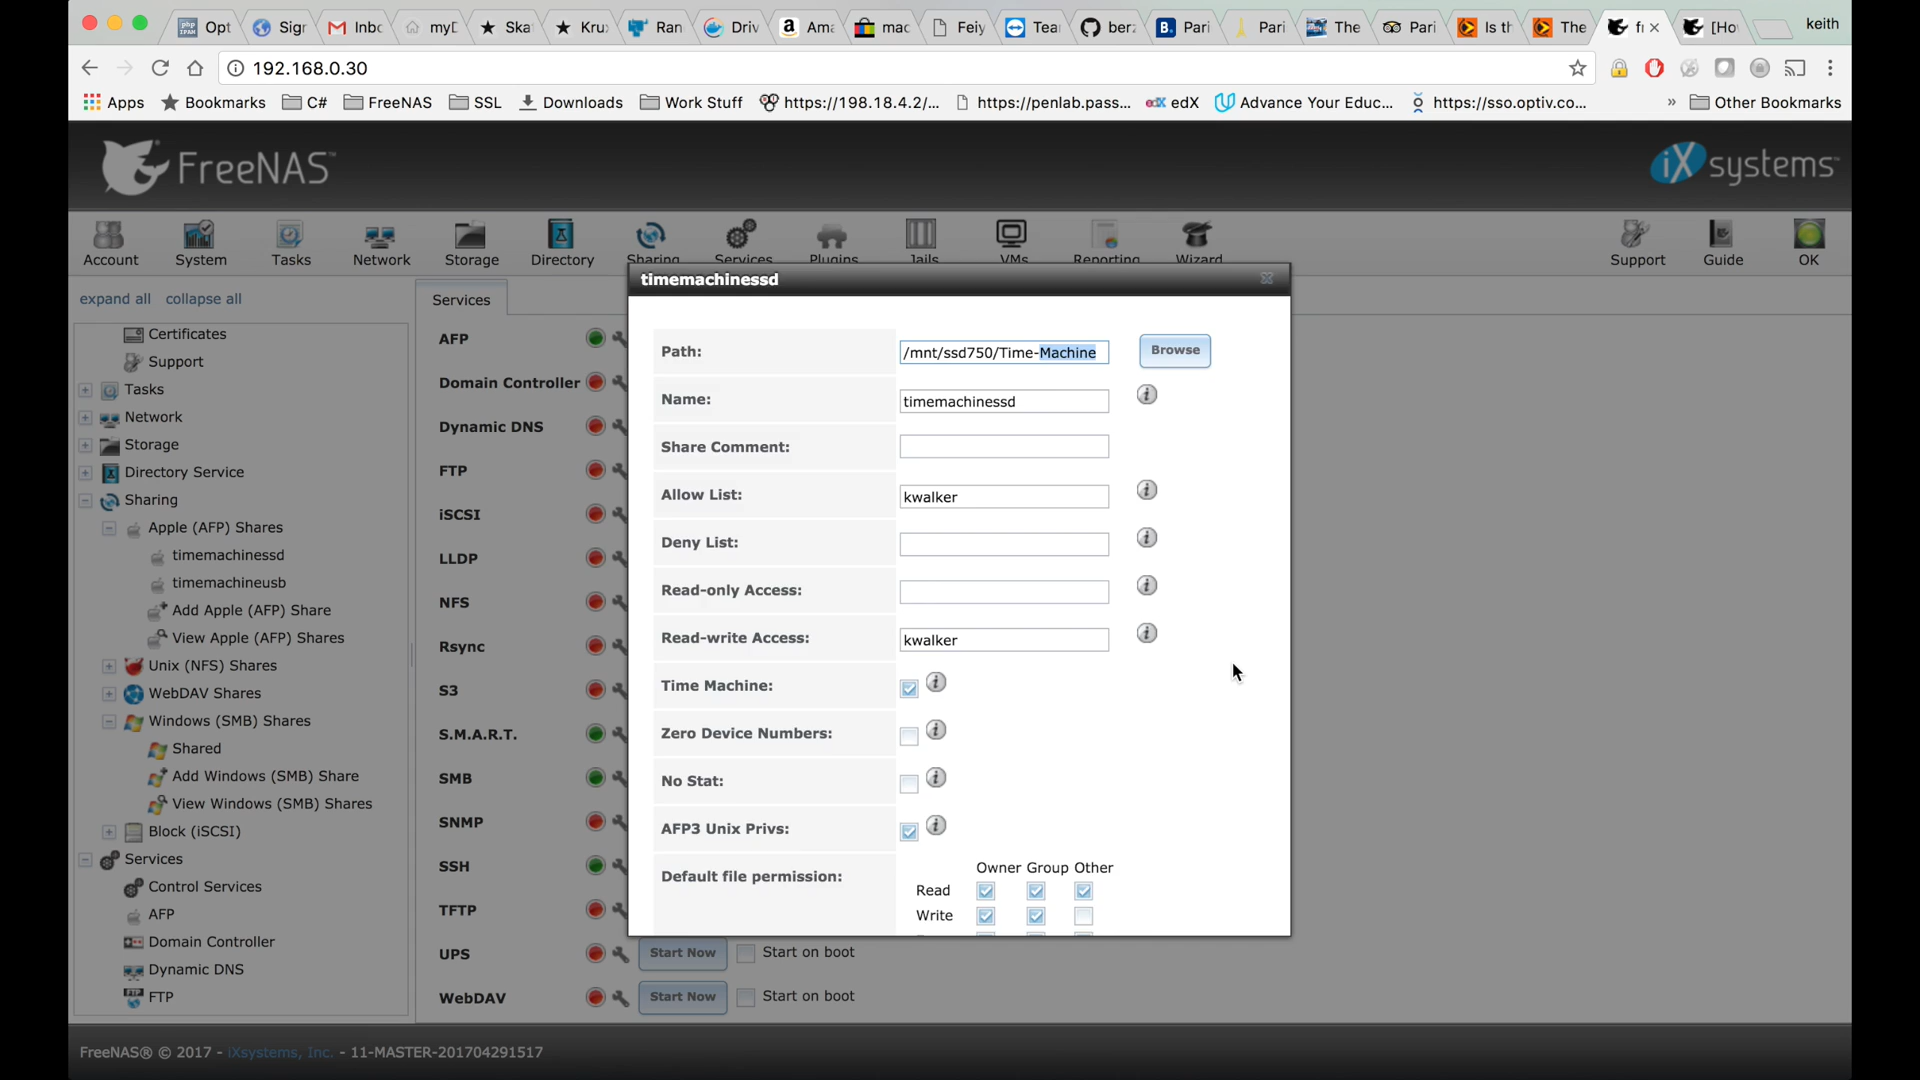 Opt
Sign
Inbo
myD
Ska
Kru
Ran
Driv
Ama
mac
Feiy
Tear
berz
Pari
Pari
The
Pari
Is th
The
fr
[Hov
keith
192.168.0.30
Apps
Bookmarks
C#
FreeNAS
SSL
Downloads
Work Stuff
https://198.18.4.2/...
https://penlab.pass...
edX edX
Advance Your Educ...
https://sso.optiv.co...
»
Other Bookmarks
FreeNAS™
iXsystems™
Account
System
Tasks
Network
Storage
Directory
Sharing
Services
Plugins
Jails
VMs
Reporting
Wizard
Support
Guide
OK
expand all collapse all
Certificates
Support
Tasks
Network
Storage
Directory Service
Sharing
Apple (AFP) Shares
timemachinessd
timemachineusb
Add Apple (AFP) Share
View Apple (AFP) Shares
Unix (NFS) Shares
WebDAV Shares
Windows (SMB) Shares
Shared
Add Windows (SMB) Share
View Windows (SMB) Shares
Block (iSCSI)
Services
Control Services
AFP
Domain Controller
Dynamic DNS
FTP
Services
AFP
Domain Controller
Dynamic DNS
FTP
iSCSI
LLDP
NFS
Rsync
S3
S.M.A.R.T.
SMB
SNMP
SSH
TFTP
UPS Start Now Start on boot
WebDAV Start Now Start on boot
timemachinessd
Path: /mnt/ssd750/Time-Machine Browse
Name: timemachinessd
Share Comment:
Allow List: kwalker
Deny List:
Read-only Access:
Read-write Access: kwalker
Time Machine:
Zero Device Numbers:
No Stat:
AFP3 Unix Privs:
Default file permission:
Owner Group Other
Read
Write
FreeNAS® © 2017 - iXsystems, Inc. - 11-MASTER-201704291517